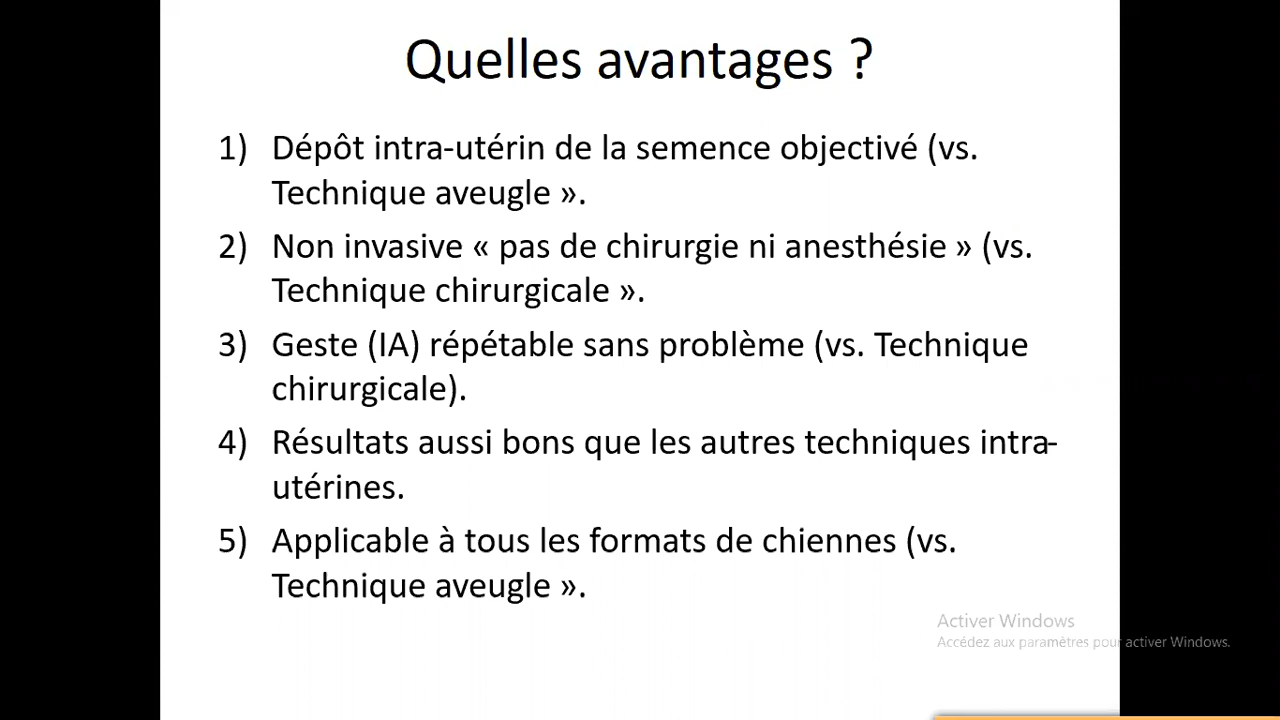 Quelles avantages ?
1) Dépôt intra-utérin de la semence objectivé (vs.
Technique aveugle ».
2) Non invasive « pas de chirurgie ni anesthésie » (vs.
Technique chirurgicale ».
3) Geste (IA) répétable sans problème (vs. Technique
chirurgicale).
4) Résultats aussi bons que les autres techniques intra-
utérines.
5) Applicable à tous les formats de chiennes (vs.
Technique aveugle ».
Activer Windows
Accédez aux paramètres pour activer Windows.